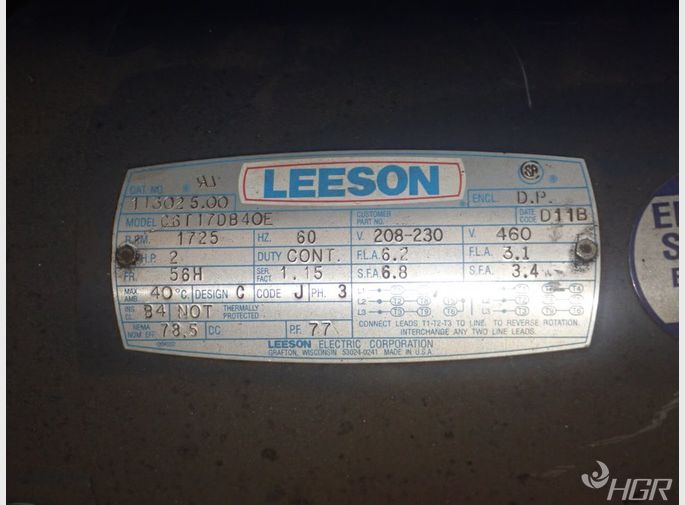 LEESON
CAT. NO. 113025.00 ENCL. D.P.
MODEL C6T17DB40E CUSTOMER PART NO. DATE CODE D11B
R.P.M. 1725 HZ. 60 V. 208-230 V. 460
H.P. 2 DUTY CONT. F.L.A. 6.2 F.L.A. 3.1
FR. 56H SER. FACT. 1.15 S.F.A. 6.8 S.F.A. 3.4
MAX. AMB. 40°C DESIGN C CODE J PH. 3
INS. CL. B4 NOT THERMALLY PROTECTED
NEMA NOM. EFF. 78.5 CC P.F. 77
CONNECT LEADS T1-T2-T3 TO LINE. TO REVERSE ROTATION,
INTERCHANGE ANY TWO LINE LEADS.
LEESON ELECTRIC CORPORATION
GRAFTON, WISCONSIN 53024-0241 MADE IN U.S.A.
HGR